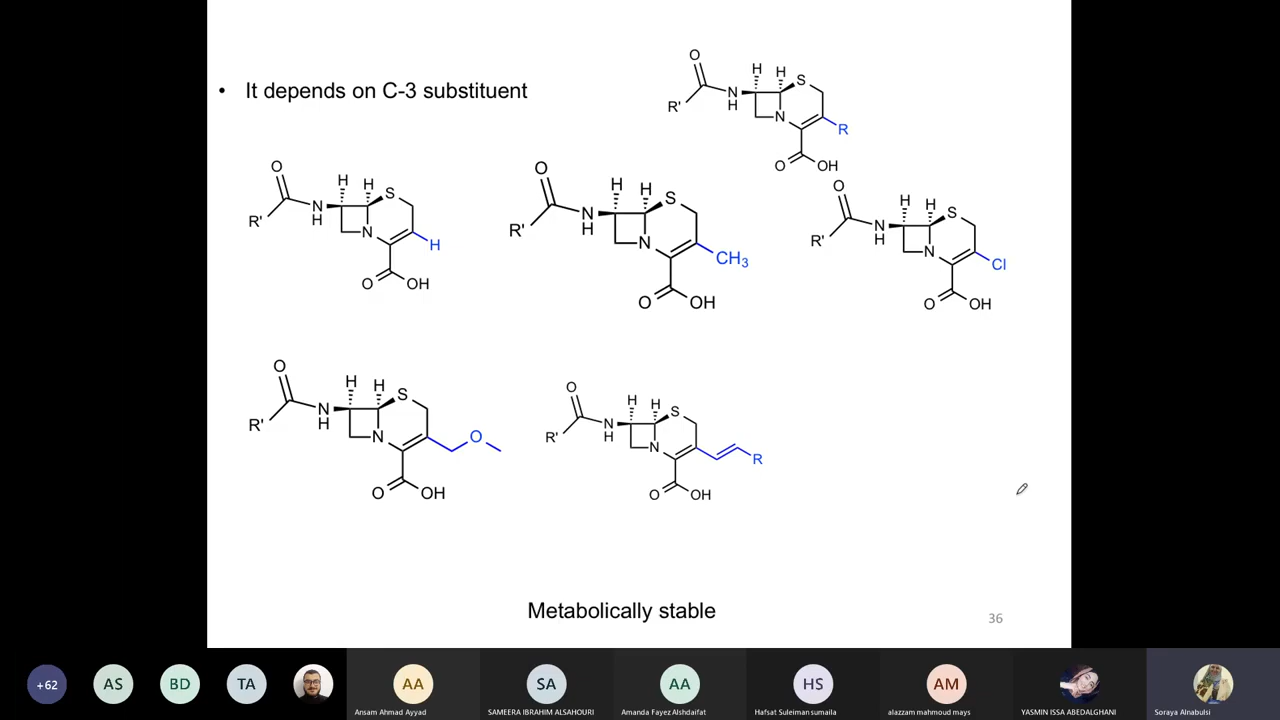 • It depends on C-3 substituent
O
H
H
S
R'
N
H
N
R
O
OH
O
H
H
S
R'
N
H
N
H
O
OH
O
H
H
S
R'
N
H
N
CH3
O
OH
O
H
H
S
R'
N
H
N
Cl
O
OH
O
H
H
S
R'
N
H
N
O
O
OH
O
H
H
S
R'
N
H
N
R
O
OH
Metabolically stable
36
+62
AS
BD
TA
AA
SA
AA
HS
AM
Ansam Ahmad Ayyad
SAMEERA IBRAHIM ALSAHOURI
Amanda Fayez Alshdaifat
Hafsat Suleiman sumaila
alazzam mahmoud mays
YASMIN ISSA ABEDALGHANI
Soraya Alnabulsi